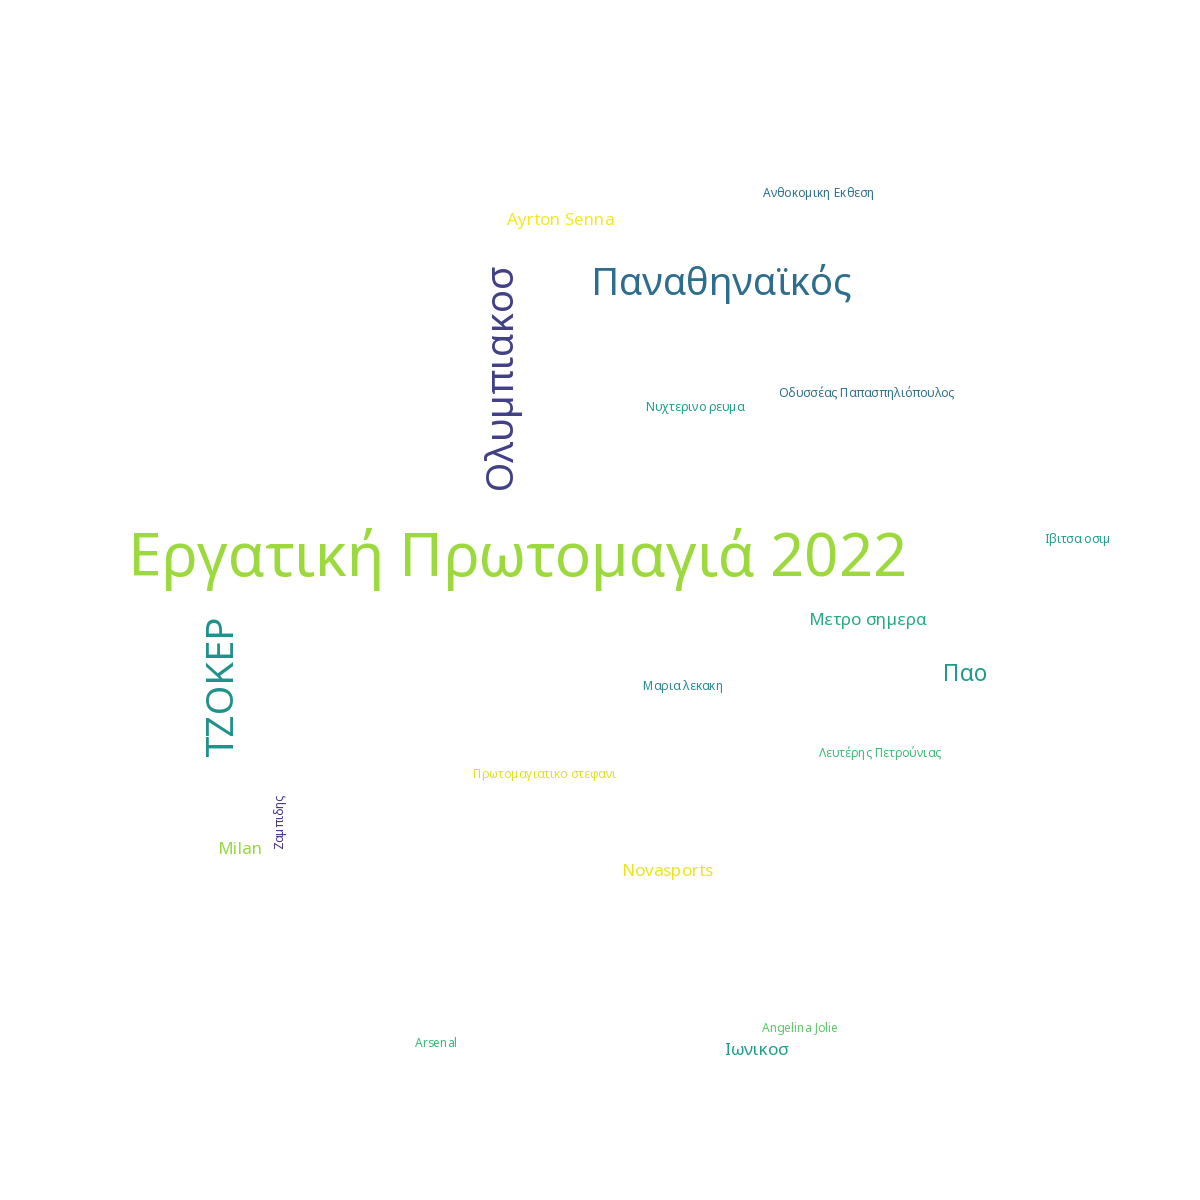 Ανθοκομικη Εκθεση
Ayrton Senna
Παναθηναϊκός
Ολυμπιακοσ
Οδυσσέας Παπασπηλιόπουλος
Νυχτερινο ρευμα
Εργατική Πρωτομαγιά 2022
Ιβιτσα οσιμ
Μετρο σημερα
ΤΖΟΚΕΡ
Παο
Μαρια λεκακη
Λευτέρης Πετρούνιας
Πρωτομαγιατικο στεφανι
Ζαμπιδης
Milan
Novasports
Angelina Jolie
Arsenal
Ιωνικοσ